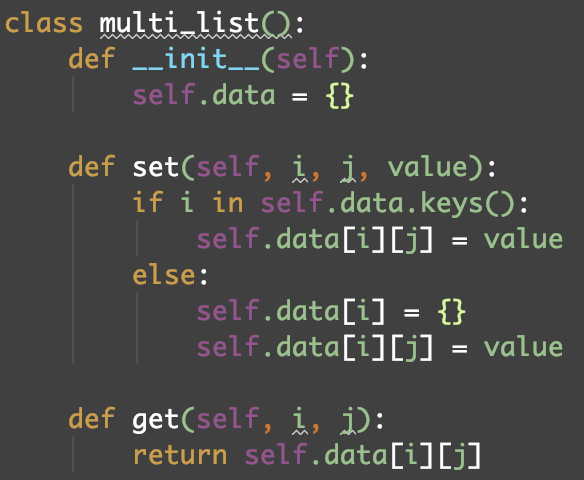 class multi_list():
    def __init__(self):
        self.data = {}

    def set(self, i, j, value):
        if i in self.data.keys():
            self.data[i][j] = value
        else:
            self.data[i] = {}
            self.data[i][j] = value

    def get(self, i, j):
        return self.data[i][j]